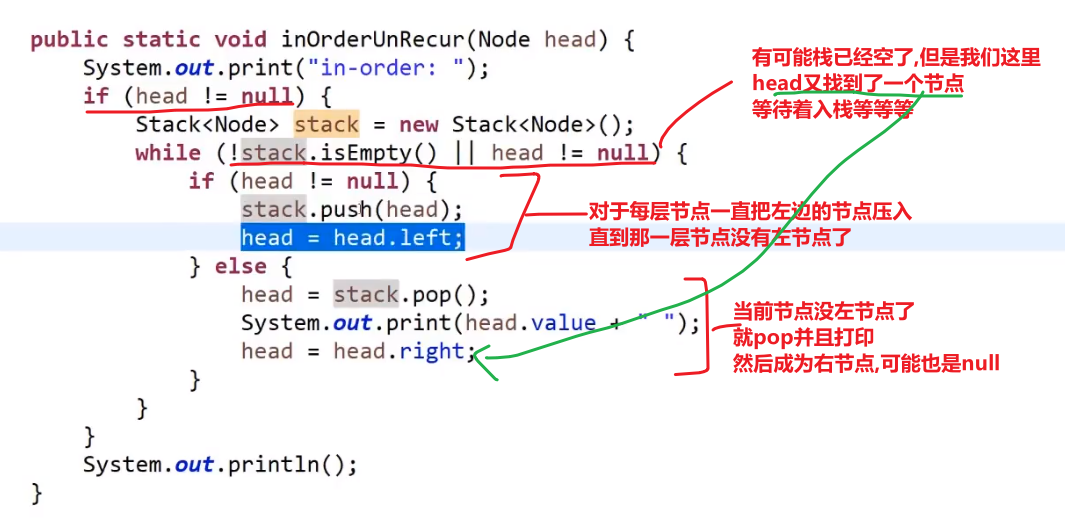 public static void inOrderUnRecur(Node head) {
System.out.print("in-order: ");
if (head != null) {
Stack<Node> stack = new Stack<Node>();
while (!stack.isEmpty() || head != null) {
if (head != null) {
stack.push(head);
head = head.left;
} else {
head = stack.pop();
System.out.print(head.value + " ");
head = head.right;
}
}
}
System.out.println();
}
有可能栈已经空了,但是我们这里
head又找到了一个节点
等待着入栈等等等
对于每层节点一直把左边的节点压入
直到那一层节点没有左节点了
当前节点没左节点了
就pop并且打印
然后成为右节点,可能也是null